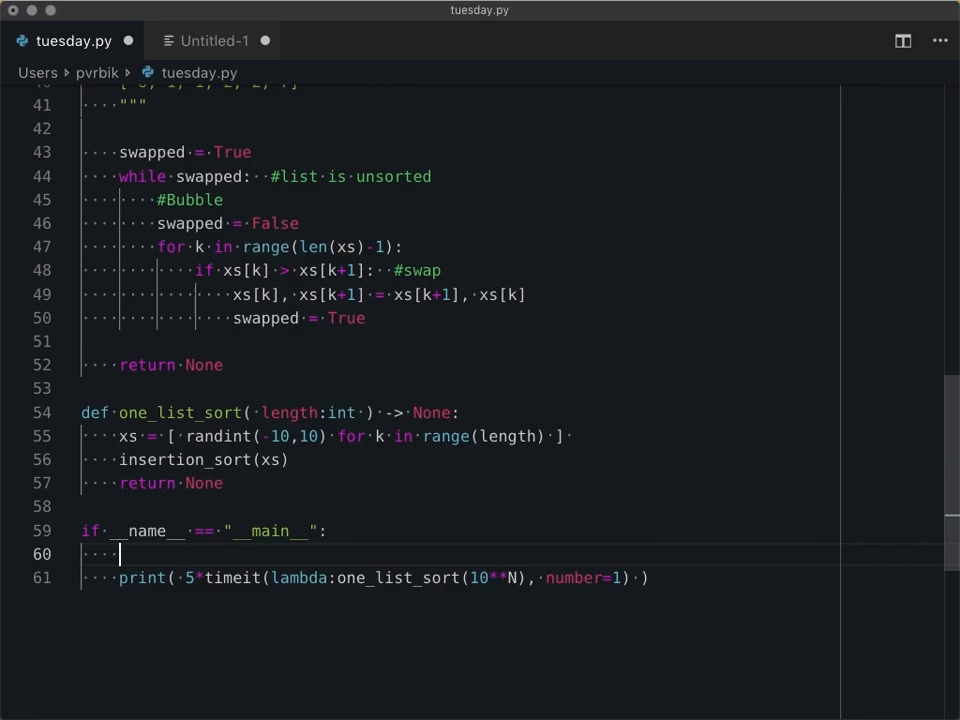 tuesday.py
tuesday.py Untitled-1
Users pvrbik tuesday.py
41 """
42
43 swapped = True
44 while swapped: #list is unsorted
45 #Bubble
46 swapped = False
47 for k in range(len(xs)-1):
48 if xs[k] > xs[k+1]: #swap
49 xs[k], xs[k+1] = xs[k+1], xs[k]
50 swapped = True
51
52 return None
53
54 def one_list_sort( length:int ) -> None:
55 xs = [ randint(-10,10) for k in range(length) ]
56 insertion_sort(xs)
57 return None
58
59 if __name__ == "__main__":
60
61 print( 5*timeit(lambda:one_list_sort(10**N), number=1) )